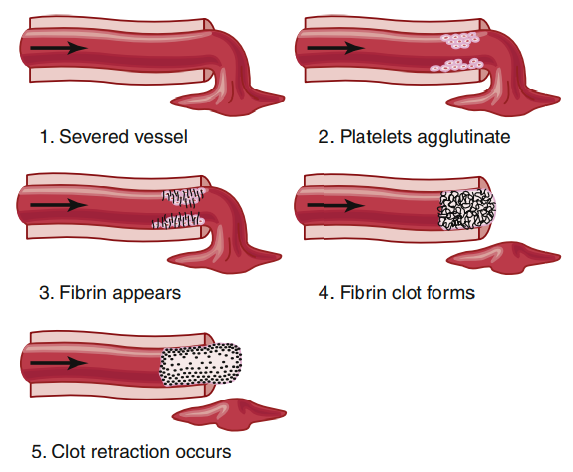 1. Severed vessel
2. Platelets agglutinate
3. Fibrin appears
4. Fibrin clot forms
5. Clot retraction occurs